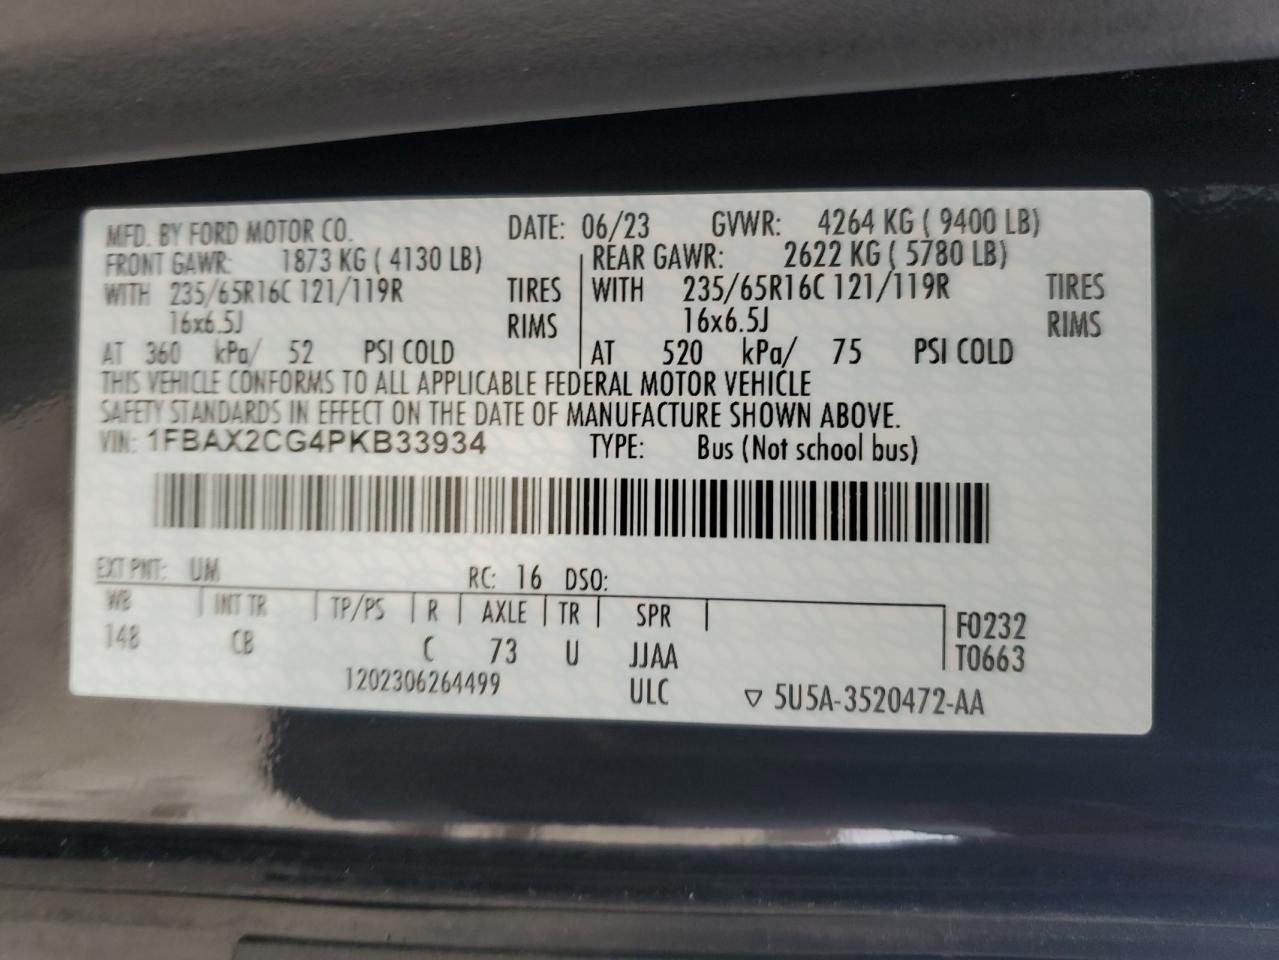 MFD. BY FORD MOTOR CO. DATE: 06/23 GVWR: 4264 KG ( 9400 LB)
FRONT GAWR: 1873 KG ( 4130 LB) REAR GAWR: 2622 KG ( 5780 LB)
WITH 235/65R16C 121/119R TIRES WITH 235/65R16C 121/119R TIRES
16x6.5J RIMS 16x6.5J RIMS
AT 360 kPa/ 52 PSI COLD AT 520 kPa/ 75 PSI COLD
THIS VEHICLE CONFORMS TO ALL APPLICABLE FEDERAL MOTOR VEHICLE
SAFETY STANDARDS IN EFFECT ON THE DATE OF MANUFACTURE SHOWN ABOVE.
VIN: 1FBAX2CG4PKB33934 TYPE: Bus (Not school bus)
EXT PNT: UM RC: 16 DSO:
WB INT TR TP/PS R AXLE TR SPR F0232
148 CB C 73 U JJAA T0663
1202306264499 ULC ▽ 5U5A-3520472-AA